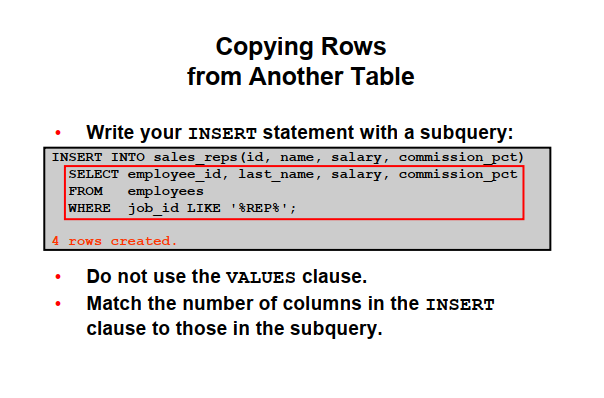 Copying Rows
from Another Table
• Write your INSERT statement with a subquery:
INSERT INTO sales_reps(id, name, salary, commission_pct)
SELECT employee_id, last_name, salary, commission_pct
FROM employees
WHERE job_id LIKE '%REP%';
4 rows created.
• Do not use the VALUES clause.
• Match the number of columns in the INSERT
clause to those in the subquery.